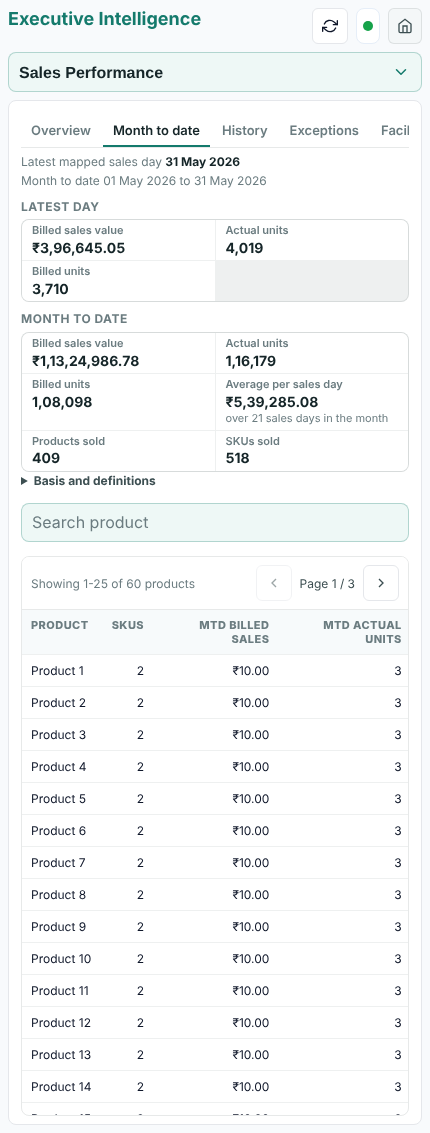 Executive Intelligence
Sales Performance
Overview Month to date History Exceptions Facil
Latest mapped sales day 31 May 2026
Month to date 01 May 2026 to 31 May 2026
LATEST DAY
Billed sales value
₹3,96,645.05
Actual units
4,019
Billed units
3,710
MONTH TO DATE
Billed sales value
₹1,13,24,986.78
Actual units
1,16,179
Billed units
1,08,098
Average per sales day
₹5,39,285.08
over 21 sales days in the month
Products sold
409
SKUs sold
518
Basis and definitions
Search product
Showing 1-25 of 60 products
Page 1 / 3
PRODUCT SKUS MTD BILLED SALES MTD ACTUAL UNITS
Product 1 2 ₹10.00 3
Product 2 2 ₹10.00 3
Product 3 2 ₹10.00 3
Product 4 2 ₹10.00 3
Product 5 2 ₹10.00 3
Product 6 2 ₹10.00 3
Product 7 2 ₹10.00 3
Product 8 2 ₹10.00 3
Product 9 2 ₹10.00 3
Product 10 2 ₹10.00 3
Product 11 2 ₹10.00 3
Product 12 2 ₹10.00 3
Product 13 2 ₹10.00 3
Product 14 2 ₹10.00 3